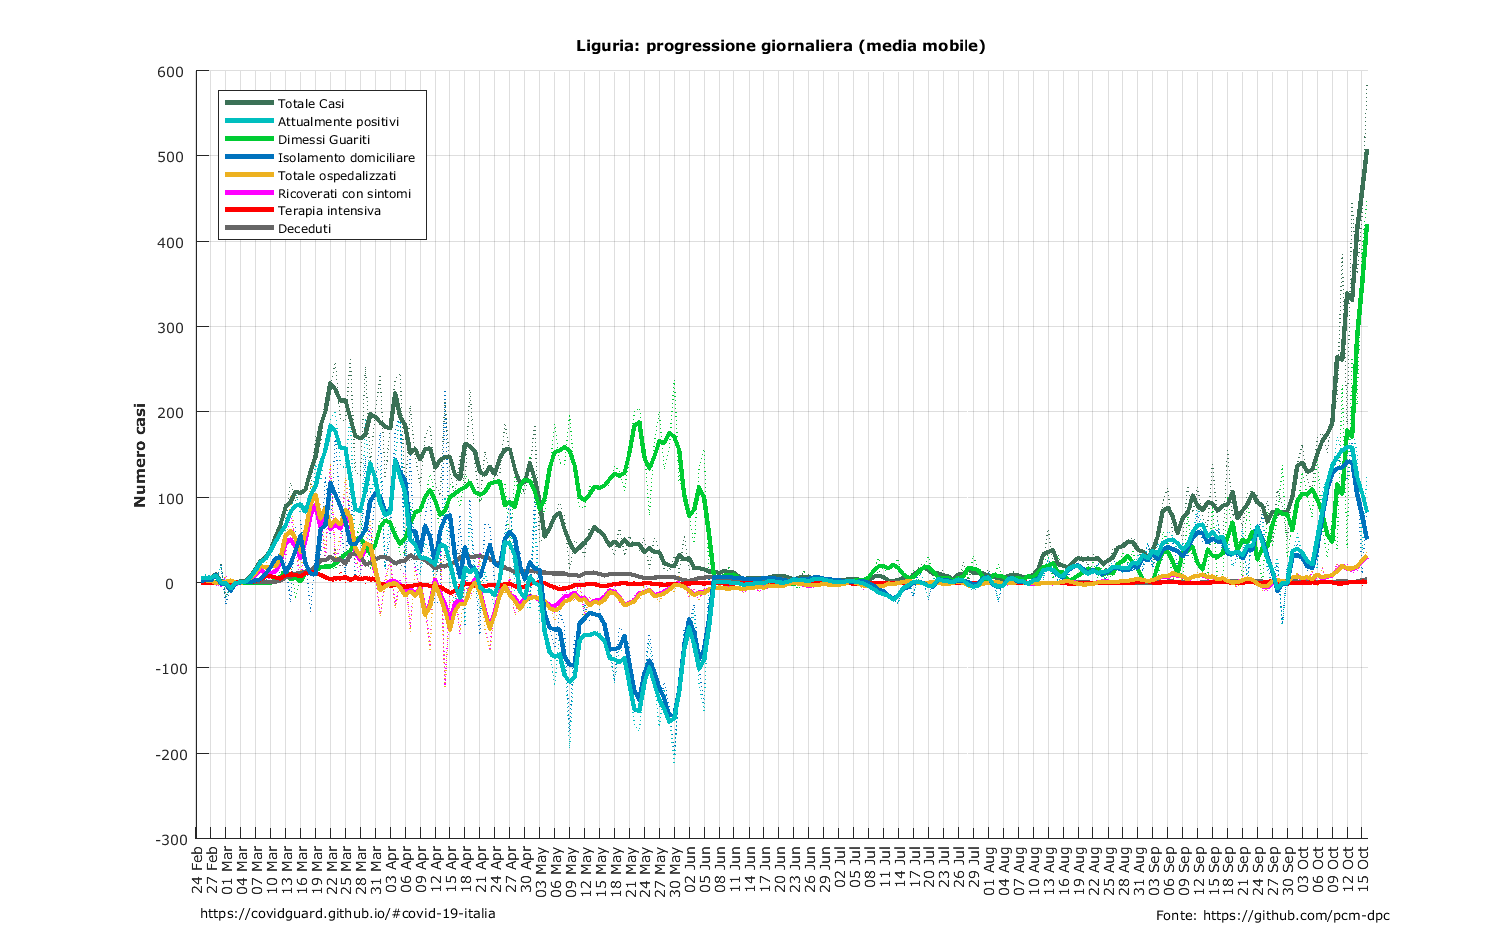 Liguria: progressione giornaliera (media mobile)
Numero casi
600
500
400
300
200
100
0
-100
-200
-300
Totale Casi
Attualmente positivi
Dimessi Guariti
Isolamento domiciliare
Totale ospedalizzati
Ricoverati con sintomi
Terapia intensiva
Deceduti
24 Feb
27 Feb
01 Mar
04 Mar
07 Mar
10 Mar
13 Mar
16 Mar
19 Mar
22 Mar
25 Mar
28 Mar
31 Mar
03 Apr
06 Apr
09 Apr
12 Apr
15 Apr
18 Apr
21 Apr
24 Apr
27 Apr
30 Apr
03 May
06 May
09 May
12 May
15 May
18 May
21 May
24 May
27 May
30 May
02 Jun
05 Jun
08 Jun
11 Jun
14 Jun
17 Jun
20 Jun
23 Jun
26 Jun
29 Jun
02 Jul
05 Jul
08 Jul
11 Jul
14 Jul
17 Jul
20 Jul
23 Jul
26 Jul
29 Jul
01 Aug
04 Aug
07 Aug
10 Aug
13 Aug
16 Aug
19 Aug
22 Aug
25 Aug
28 Aug
31 Aug
03 Sep
06 Sep
09 Sep
12 Sep
15 Sep
18 Sep
21 Sep
24 Sep
27 Sep
30 Sep
03 Oct
06 Oct
09 Oct
12 Oct
15 Oct
https://covidguard.github.io/#covid-19-italia
Fonte: https://github.com/pcm-dpc